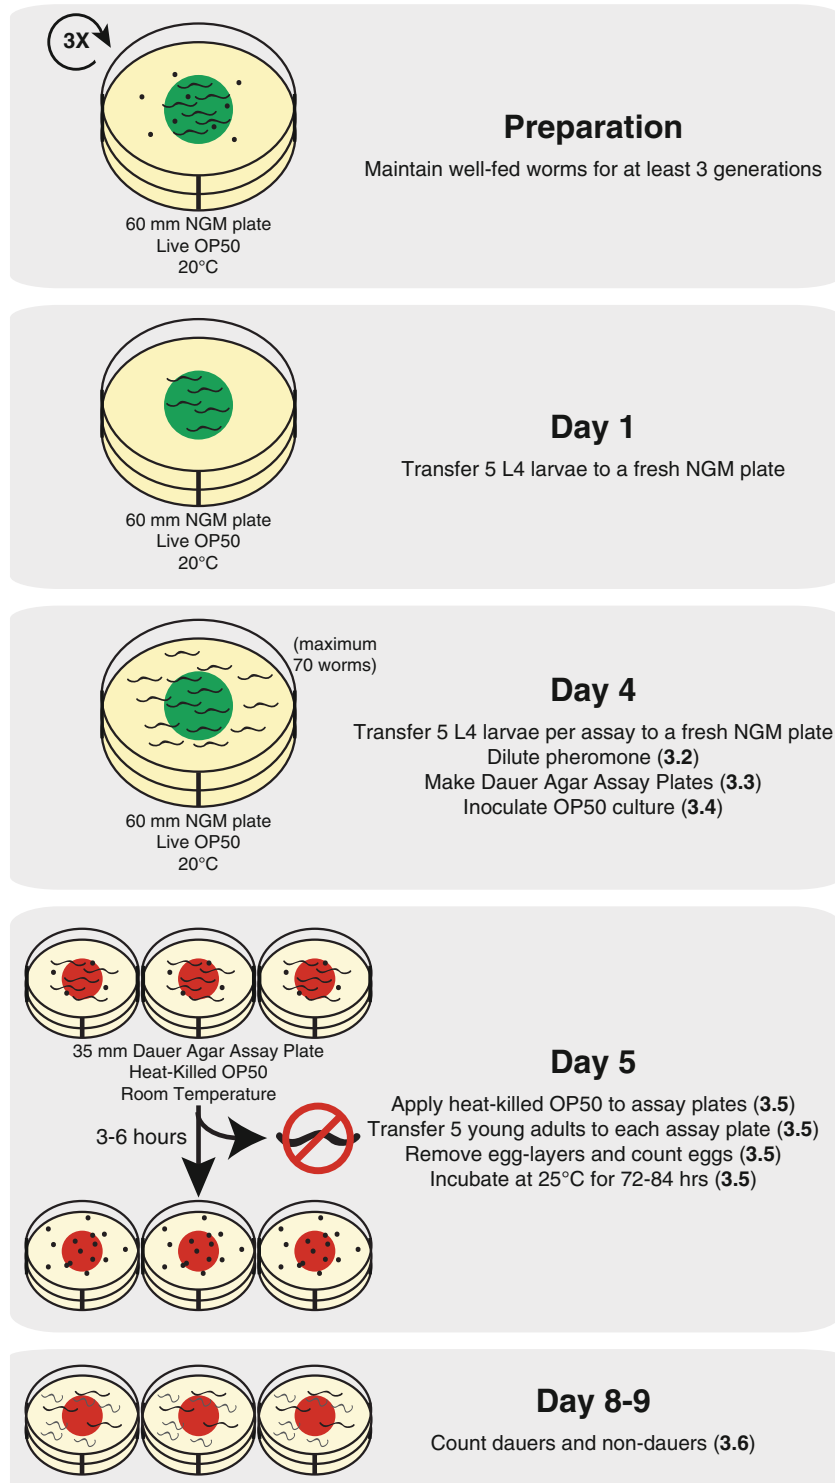 3X
Preparation
Maintain well-fed worms for at least 3 generations
60 mm NGM plate
Live OP50
20°C
Day 1
Transfer 5 L4 larvae to a fresh NGM plate
60 mm NGM plate
Live OP50
20°C
(maximum
70 worms)
Day 4
Transfer 5 L4 larvae per assay to a fresh NGM plate
Dilute pheromone (3.2)
Make Dauer Agar Assay Plates (3.3)
Inoculate OP50 culture (3.4)
60 mm NGM plate
Live OP50
20°C
35 mm Dauer Agar Assay Plate
Heat-Killed OP50
Room Temperature
3-6 hours
Day 5
Apply heat-killed OP50 to assay plates (3.5)
Transfer 5 young adults to each assay plate (3.5)
Remove egg-layers and count eggs (3.5)
Incubate at 25°C for 72-84 hrs (3.5)
Day 8-9
Count dauers and non-dauers (3.6)